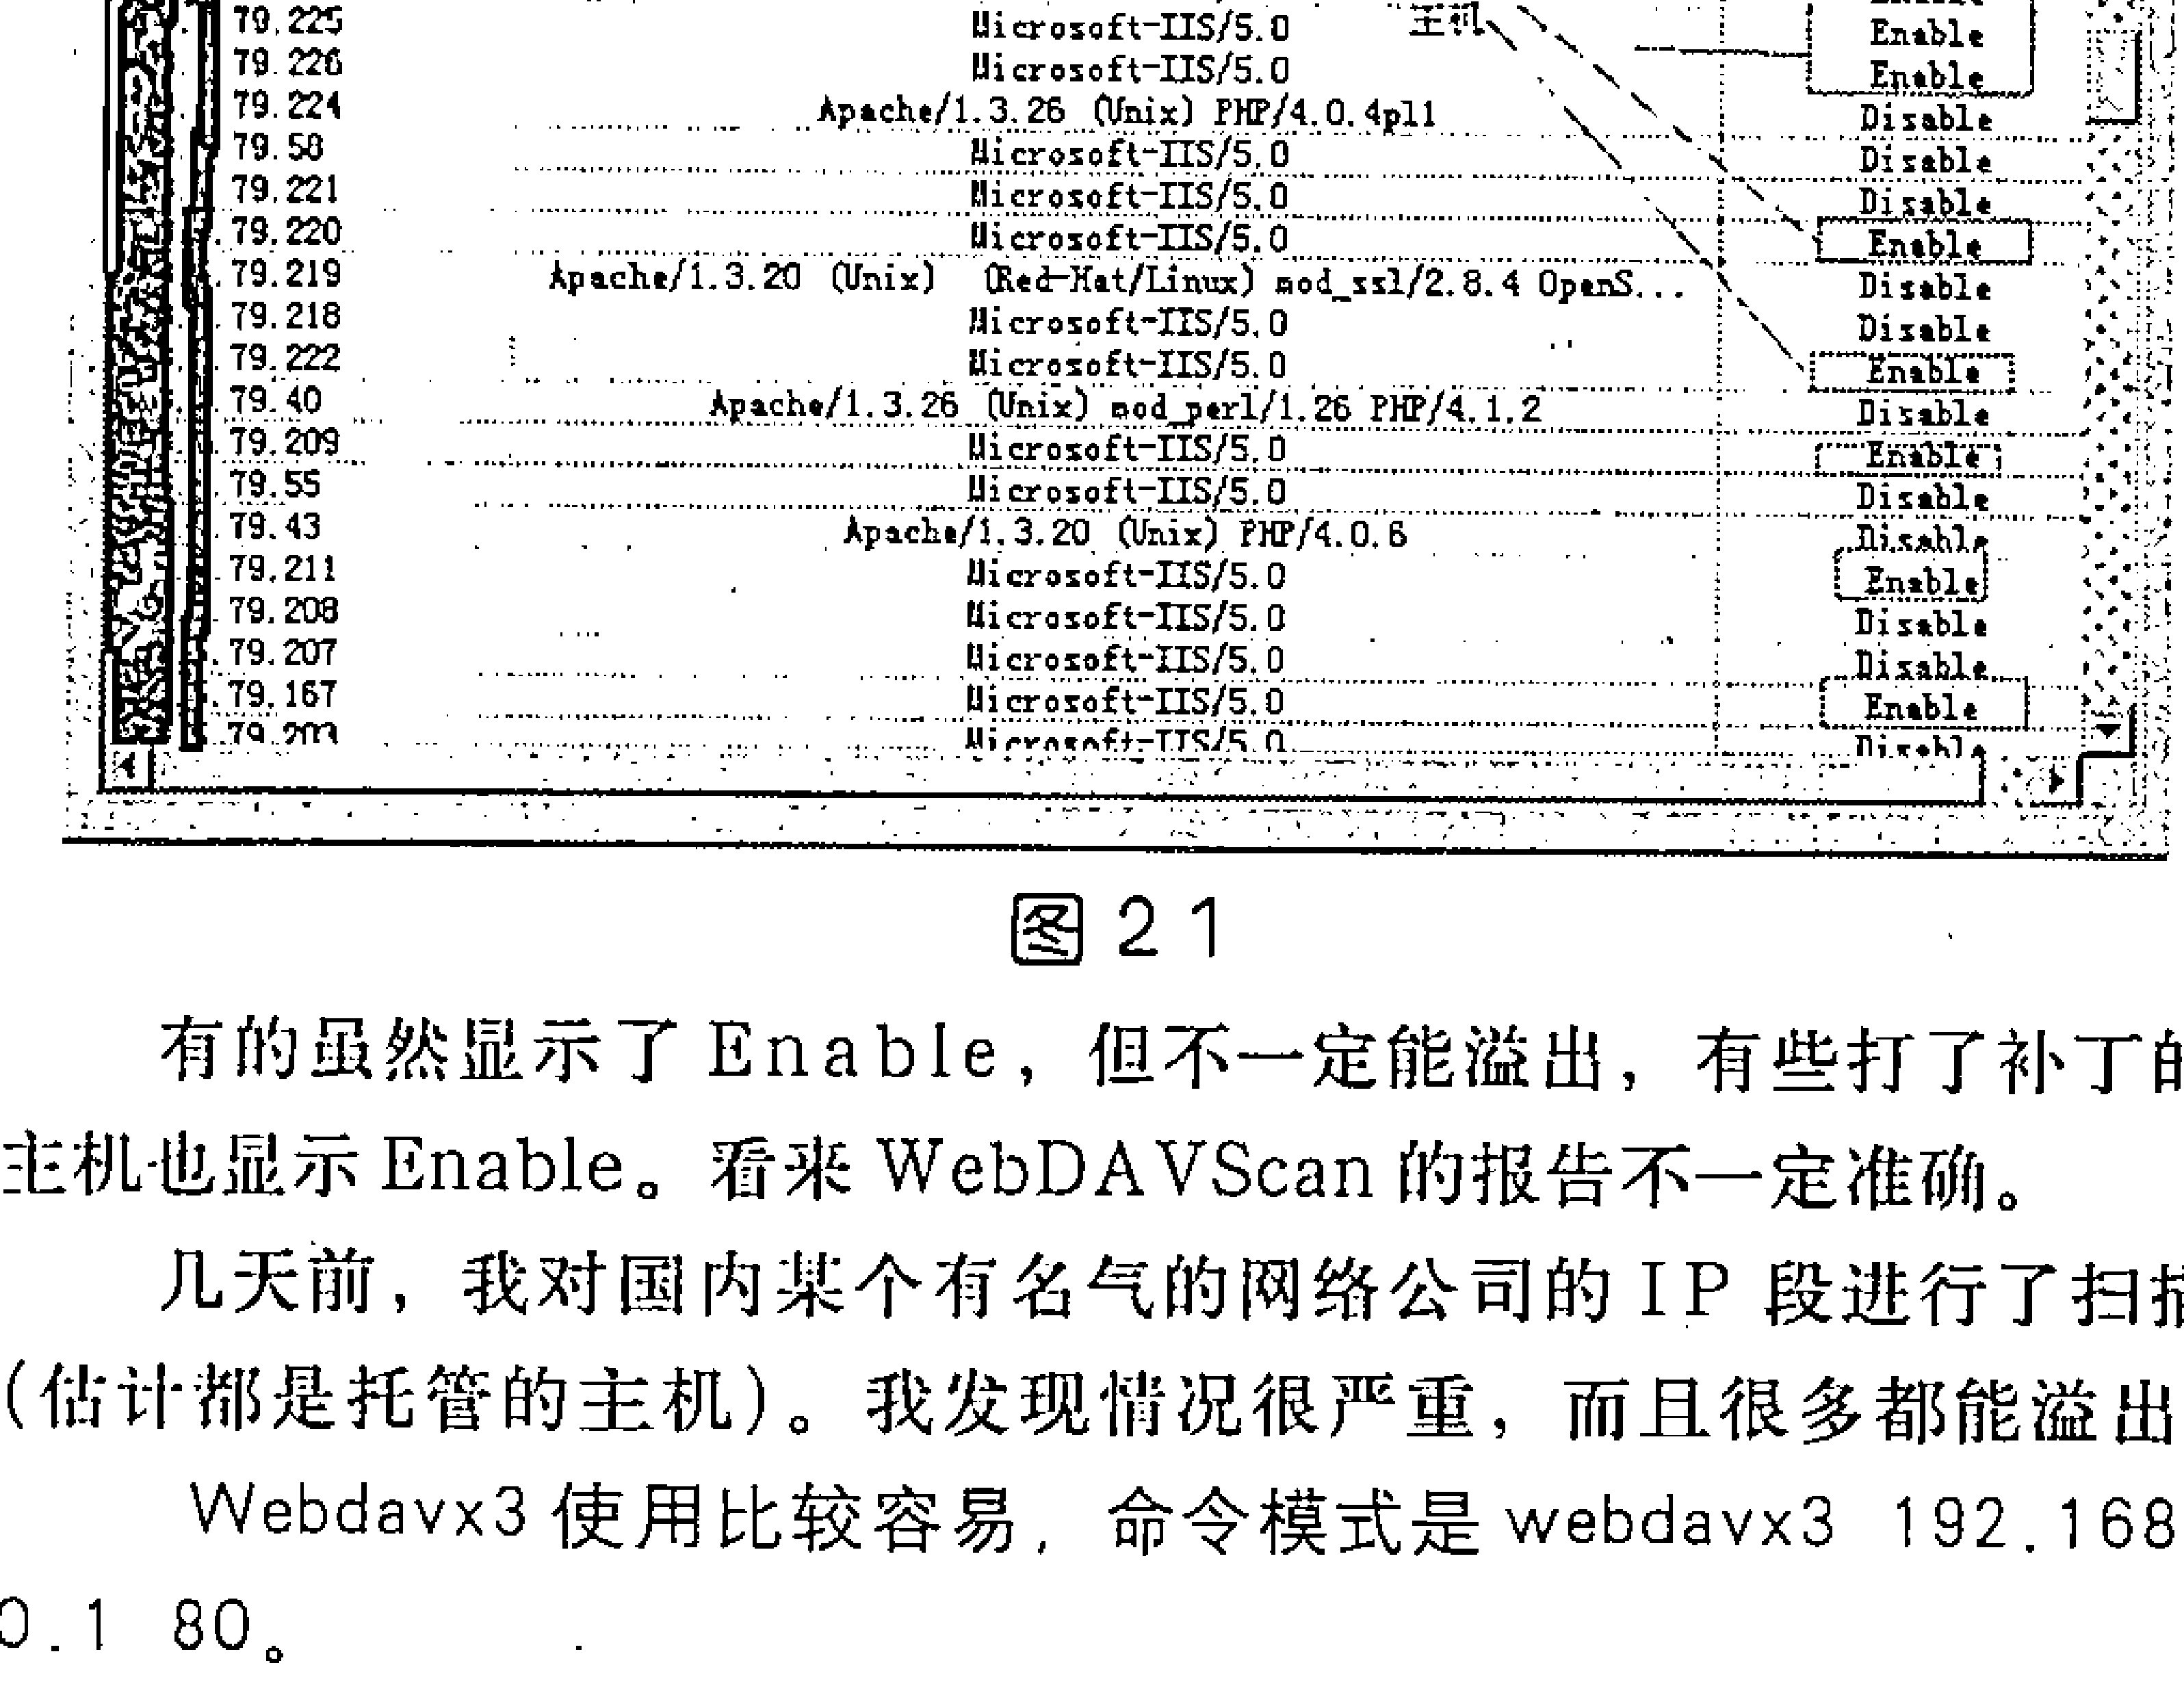 主机
Enable
79.225 Microsoft-IIS/5.0 Enable
79.226 Microsoft-IIS/5.0 Enable
79.224 Apache/1.3.26 (Unix) PHP/4.0.4pl1 Disable
79.58 Microsoft-IIS/5.0 Disable
79.221 Microsoft-IIS/5.0 Disable
79.220 Microsoft-IIS/5.0 Enable
79.219 Apache/1.3.20 (Unix) (Red-Hat/Linux) mod_ssl/2.8.4 OpenS... Disable
79.218 Microsoft-IIS/5.0 Disable
79.222 Microsoft-IIS/5.0 Enable
79.40 Apache/1.3.26 (Unix) mod_perl/1.26 PHP/4.1.2 Disable
79.209 Microsoft-IIS/5.0 Enable
79.55 Microsoft-IIS/5.0 Disable
79.43 Apache/1.3.20 (Unix) PHP/4.0.6 Disable
79.211 Microsoft-IIS/5.0 Enable
79.208 Microsoft-IIS/5.0 Disable
79.207 Microsoft-IIS/5.0 Disable
79.167 Microsoft-IIS/5.0 Enable
79.203 Microsoft-IIS/5.0 Disable
图 21
有的虽然显示了 Enable，但不一定能溢出，有些打了补丁的
主机也显示 Enable。看来 WebDAVScan 的报告不一定准确。
几天前，我对国内某个有名气的网络公司的 IP 段进行了扫描
（估计都是托管的主机）。我发现情况很严重，而且很多都能溢出
Webdavx3 使用比较容易，命令模式是 webdavx3 192.168
0.1 80。